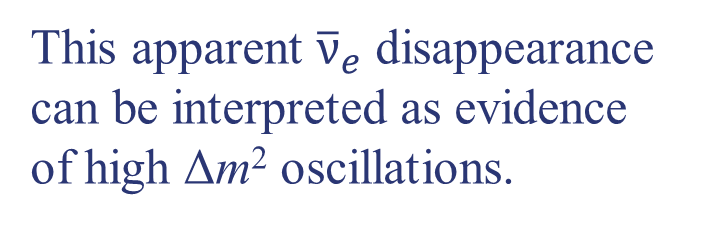 This apparent ν̅ₑ disappearance
can be interpreted as evidence
of high Δm² oscillations.